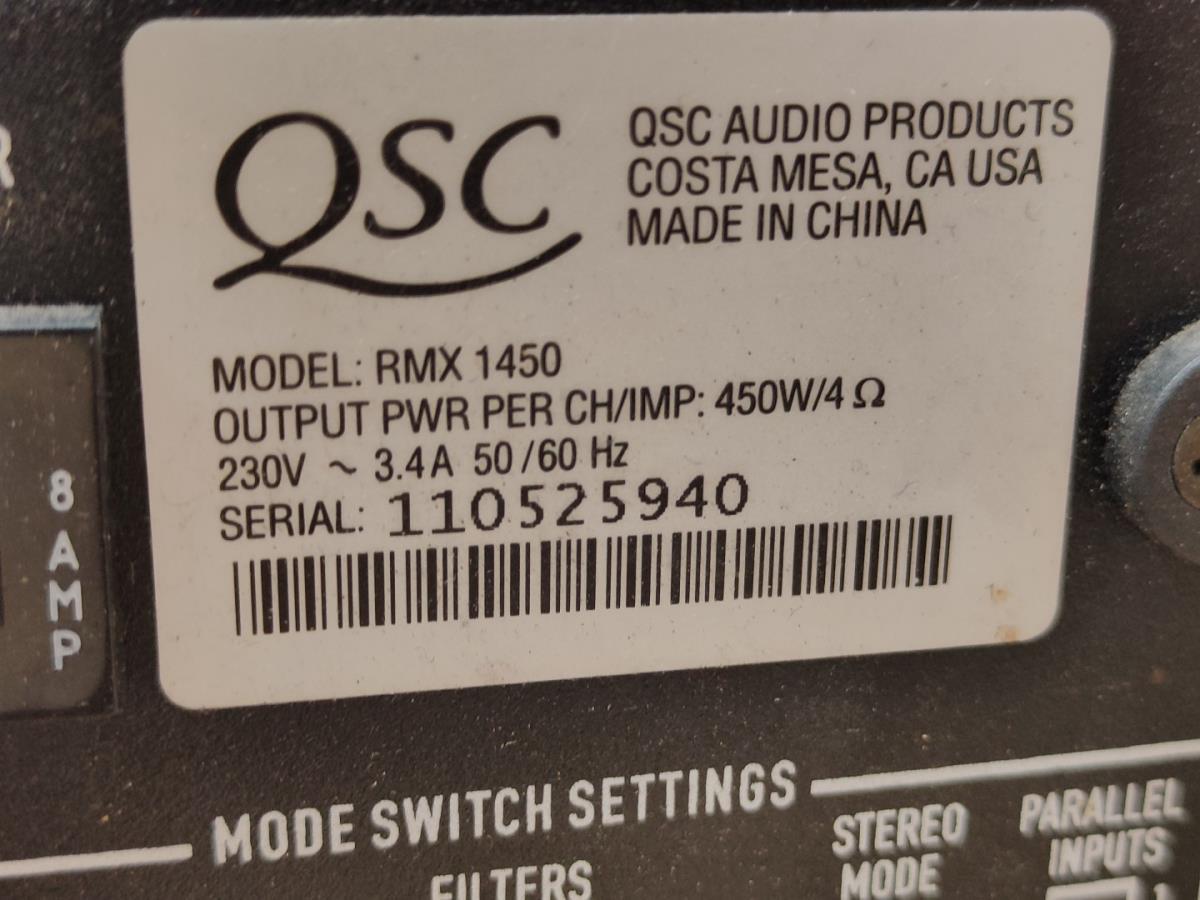 QSC
QSC AUDIO PRODUCTS
COSTA MESA, CA USA
MADE IN CHINA
MODEL: RMX 1450
OUTPUT PWR PER CH/IMP: 450W/4 Ω
230V ~ 3.4A 50/60 Hz
SERIAL: 110525940
8 AMP
MODE SWITCH SETTINGS
FILTERS
STEREO
MODE
PARALLEL
INPUTS
1